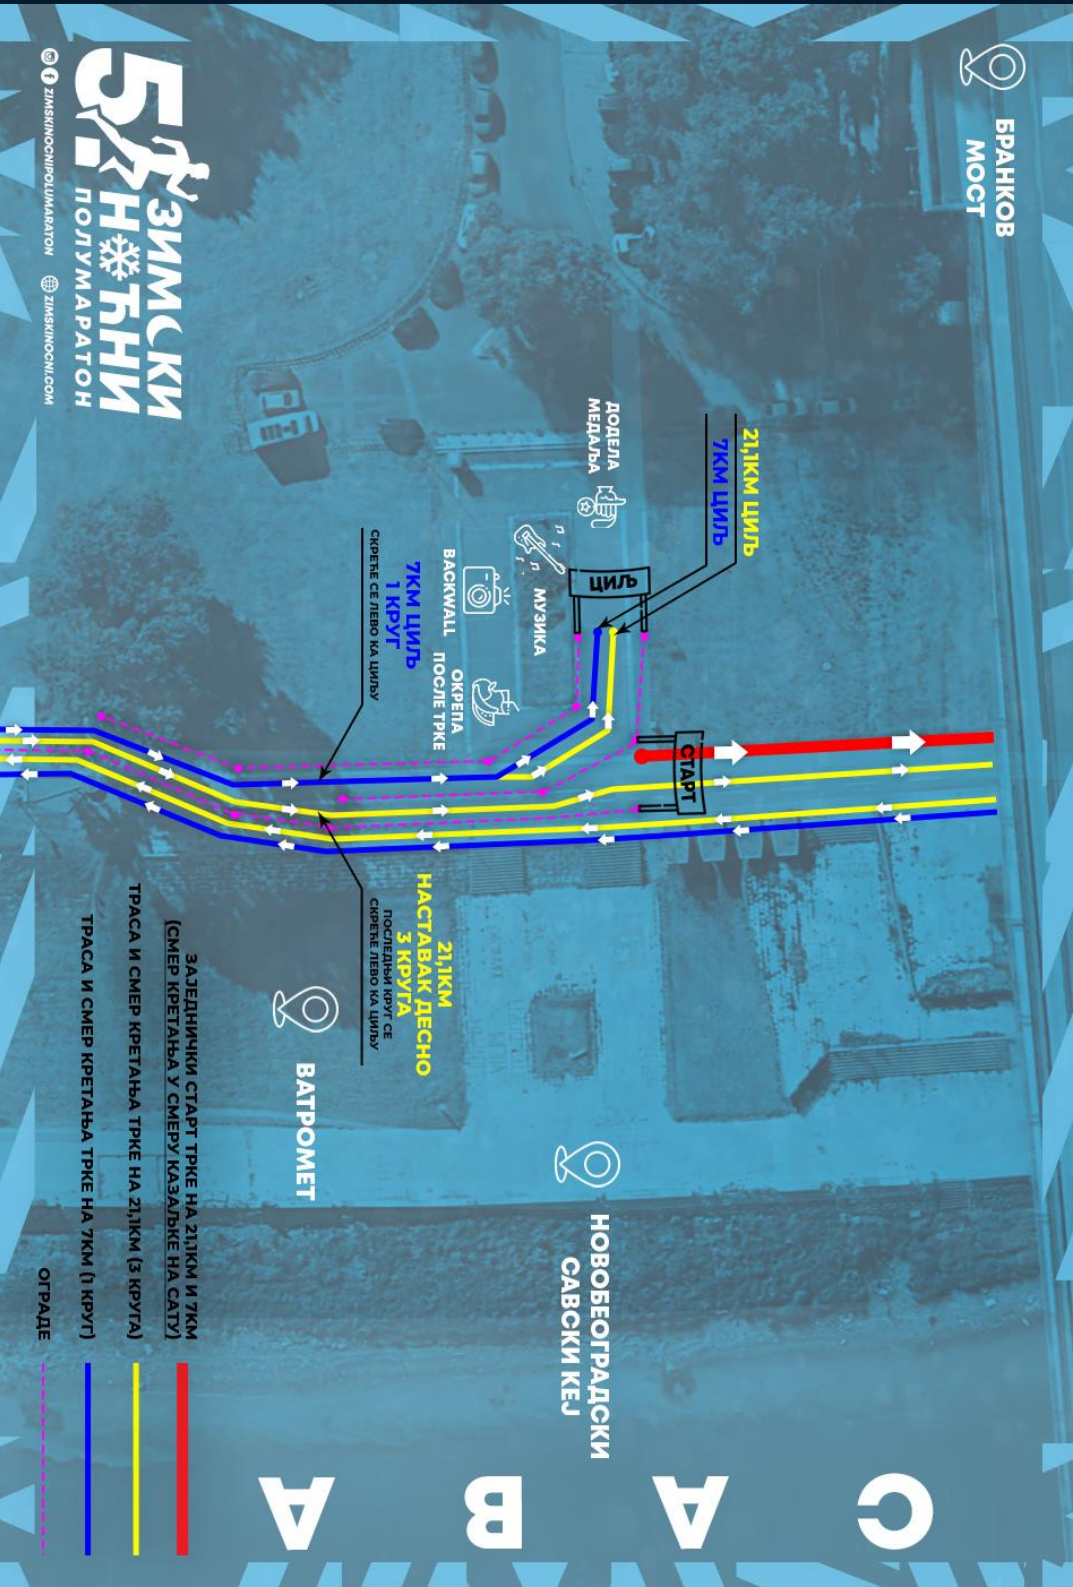 5. ЗИМСКИ
НОЋНИ
ПОЛУМАРАТОН
ZIMSKINOCNIPOLUMARATON ZIMSKINOCNI.COM
БРАНКОВ
МОСТ
21,1КМ ЦИЉ
7КМ ЦИЉ
ДОДЕЛА
МЕДАЉА
ЦИЉ
МУЗИКА
BACKWALL
ОКРЕПА
ПОСЛЕ ТРКЕ
7КМ ЦИЉ
1 КРУГ
СКРЕЋЕ СЕ ЛЕВО КА ЦИЉУ
СТАРТ
21,1КМ
НАСТАВАК ДЕСНО
3 КРУГА
ПОСЛЕДЊИ КРУГ СЕ
СКРЕЋЕ ЛЕВО КА ЦИЉУ
ВАТРОМЕТ
НОВОБЕОГРАДСКИ
САВСКИ КЕЈ
САВА
ЗАЈЕДНИЧКИ СТАРТ ТРКЕ НА 21,1КМ И 7КМ
(СМЕР КРЕТАЊА У СМЕРУ КАЗАЉКЕ НА САТУ)
ТРАСА И СМЕР КРЕТАЊА ТРКЕ НА 21,1КМ (3 КРУГА)
ТРАСА И СМЕР КРЕТАЊА ТРКЕ НА 7КМ (1 КРУГ)
ОГРАДЕ